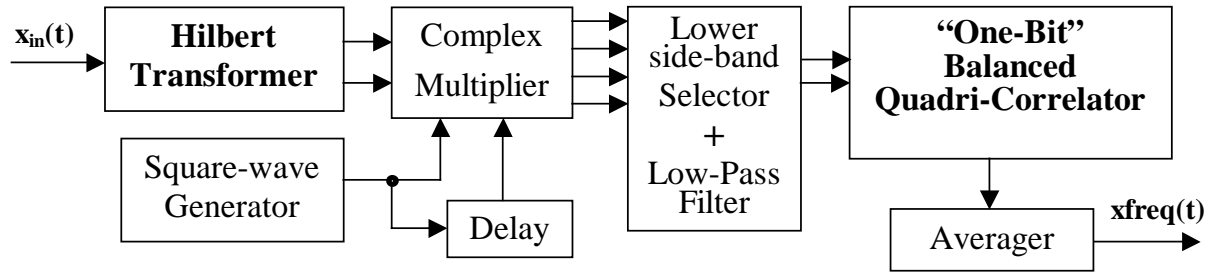 x_in(t)
Hilbert
Transformer
Complex
Multiplier
Lower
side-band
Selector
+
Low-Pass
Filter
“One-Bit”
Balanced
Quadri-Correlator
Square-wave
Generator
Delay
Averager
xfreq(t)